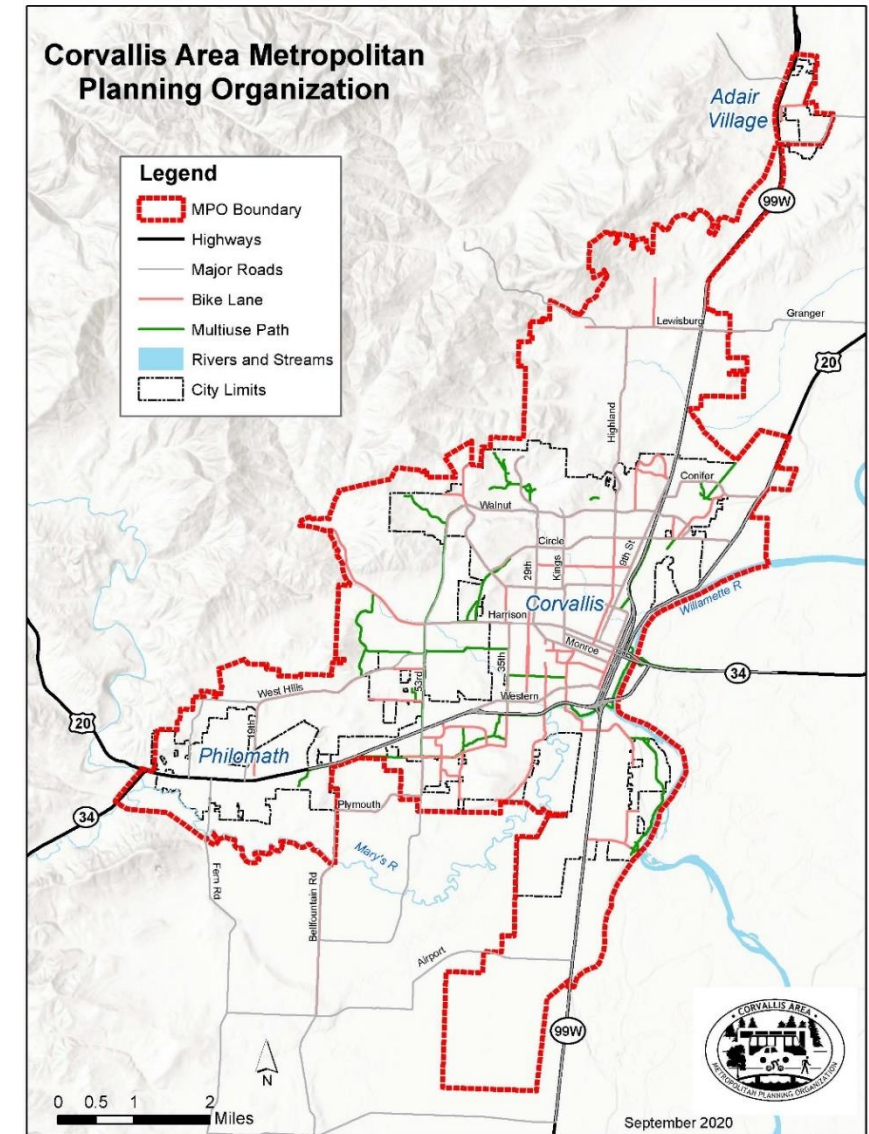 Corvallis Area Metropolitan
Planning Organization
Adair
Village
Legend
MPO Boundary
Highways
Major Roads
Bike Lane
Multiuse Path
Rivers and Streams
City Limits
99W
Lewisburg
Granger
20
Highland
Conifer
Walnut
Circle
29th
Kings
9th St
Corvallis
Willamette R
Harrison
Monroe
34
35th
53rd
Western
West Hills
19th
20
Philomath
34
Plymouth
Mary's R
Fern Rd
Bellfountain Rd
Airport
99W
N
0 0.5 1 2
Miles
CORVALLIS AREA
METROPOLITAN PLANNING ORGANIZATION
September 2020